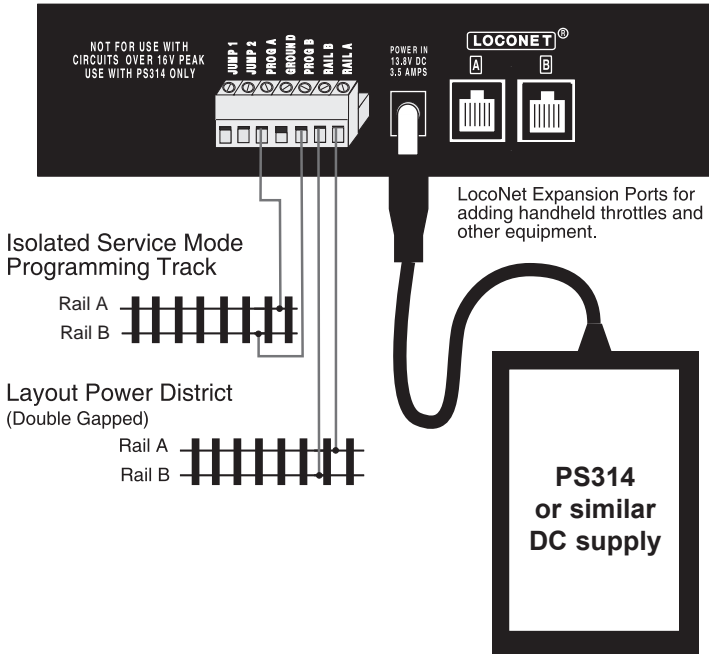 NOT FOR USE WITH
CIRCUITS OVER 16V PEAK
USE WITH PS314 ONLY
JUMP 1
JUMP 2
PROG A
GROUND
PROG B
RAIL B
RAIL A
POWER IN
13.8V DC
3.5 AMPS
LOCONET®
A
B
LocoNet Expansion Ports for
adding handheld throttles and
other equipment.
Isolated Service Mode
Programming Track
Rail A
Rail B
Layout Power District
(Double Gapped)
Rail A
Rail B
PS314
or similar
DC supply